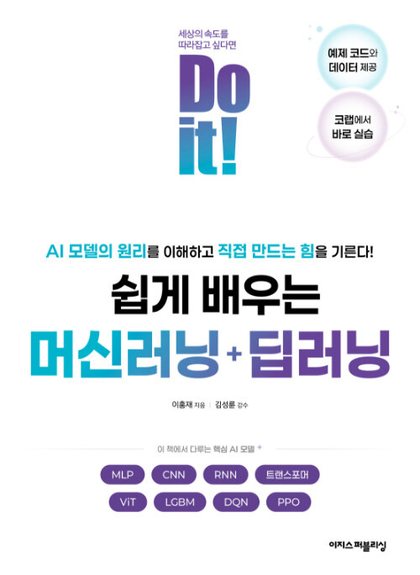 세상의 속도를
따라잡고 싶다면
Do
it!
예제 코드와
데이터 제공
코랩에서
바로 실습
AI 모델의 원리를 이해하고 직접 만드는 힘을 기른다!
쉽게 배우는
머신러닝+딥러닝
이홍재 지음 | 김성륜 감수
이 책에서 다루는 핵심 AI 모델 +
MLP CNN RNN 트랜스포머
ViT LGBM DQN PPO
이지스퍼블리싱